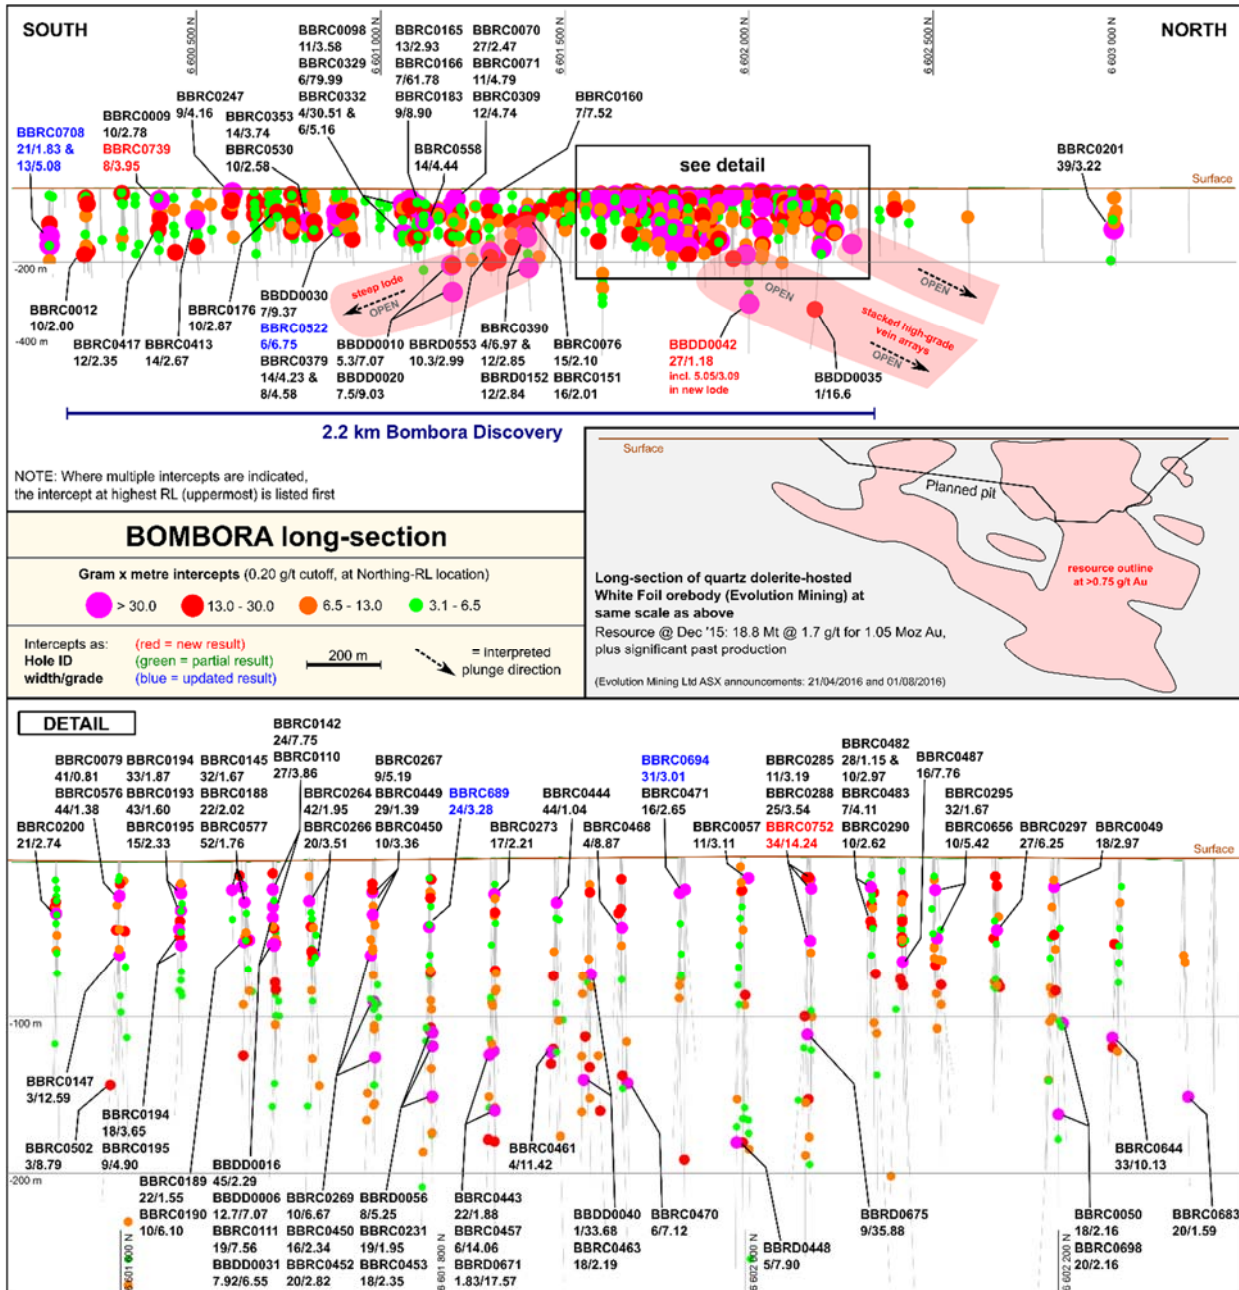 SOUTH
NORTH
6 600 500 N
6 601 000 N
6 601 500 N
6 602 000 N
6 602 500 N
6 603 000 N
BBRC0098
11/3.58
BBRC0329
6/79.99
BBRC0332
4/30.51 &
6/5.16
BBRC0165
13/2.93
BBRC0166
7/61.78
BBRC0183
9/8.90
BBRC0070
27/2.47
BBRC0071
11/4.79
BBRC0309
12/4.74
BBRC0160
7/7.52
BBRC0247
9/4.16
BBRC0009
10/2.78
BBRC0739
8/3.95
BBRC0353
14/3.74
BBRC0530
10/2.58
BBRC0708
21/1.83 &
13/5.08
BBRC0558
14/4.44
see detail
BBRC0201
39/3.22
Surface
-200 m
-400 m
steep lode
OPEN
OPEN
OPEN
stacked high-grade
vein arrays
OPEN
BBRC0012
10/2.00
BBRC0417
12/2.35
BBRC0413
14/2.67
BBRC0176
10/2.87
BBDD0030
7/9.37
BBRC0522
6/6.75
BBRC0379
14/4.23 &
8/4.58
BBDD0010
5.3/7.07
BBDD0020
7.5/9.03
BBRD0553
10.3/2.99
BBRC0390
4/6.97 &
12/2.85
BBRD0152
12/2.84
BBRC0076
15/2.10
BBRC0151
16/2.01
BBDD0042
27/1.18
incl. 5.05/3.09
in new lode
BBDD0035
1/16.6
2.2 km Bombora Discovery
NOTE: Where multiple intercepts are indicated,
the intercept at highest RL (uppermost) is listed first
BOMBORA long-section
Gram x metre intercepts (0.20 g/t cutoff, at Northing-RL location)
> 30.0
13.0 - 30.0
6.5 - 13.0
3.1 - 6.5
Intercepts as:
Hole ID
width/grade
(red = new result)
(green = partial result)
(blue = updated result)
200 m
= Interpreted
plunge direction
Surface
Planned pit
resource outline
at >0.75 g/t Au
Long-section of quartz dolerite-hosted
White Foil orebody (Evolution Mining) at
same scale as above
Resource @ Dec '15: 18.8 Mt @ 1.7 g/t for 1.05 Moz Au,
plus significant past production
(Evolution Mining Ltd ASX announcements: 21/04/2016 and 01/08/2016)
DETAIL
BBRC0142
24/7.75
BBRC0110
27/3.86
BBRC0079
41/0.81
BBRC0576
44/1.38
BBRC0200
21/2.74
BBRC0194
33/1.87
BBRC0193
43/1.60
BBRC0195
15/2.33
BBRC0145
32/1.67
BBRC0188
22/2.02
BBRC0577
52/1.76
BBRC0264
42/1.95
BBRC0266
20/3.51
BBRC0267
9/5.19
BBRC0449
29/1.39
BBRC0450
10/3.36
BBRC689
24/3.28
BBRC0273
17/2.21
BBRC0444
44/1.04
BBRC0468
4/8.87
BBRC0694
31/3.01
BBRC0471
16/2.65
BBRC0057
11/3.11
BBRC0285
11/3.19
BBRC0288
25/3.54
BBRC0752
34/14.24
BBRC0482
28/1.15 &
10/2.97
BBRC0483
7/4.11
BBRC0290
10/2.62
BBRC0487
16/7.76
BBRC0295
32/1.67
BBRC0656
10/5.42
BBRC0297
27/6.25
BBRC0049
18/2.97
Surface
-100 m
-200 m
BBRC0147
3/12.59
BBRC0502
3/8.79
BBRC0194
18/3.65
BBRC0195
9/4.90
BBRC0189
22/1.55
BBRC0190
10/6.10
BBDD0016
45/2.29
BBDD0006
12.7/7.07
BBRC0111
19/7.56
BBDD0031
7.92/6.55
BBRC0269
10/6.67
BBRC0450
16/2.34
BBRC0452
20/2.82
BBRD0056
8/5.25
BBRC0231
19/1.95
BBRC0453
18/2.35
BBRC0443
22/1.88
BBRC0457
6/14.06
BBRD0671
1.83/17.57
BBRC0461
4/11.42
BBDD0040
1/33.68
BBRC0463
18/2.19
BBRC0470
6/7.12
BBRD0448
5/7.90
BBRD0675
9/35.88
BBRC0050
18/2.16
BBRC0698
20/2.16
BBRC0644
33/10.13
BBRC0683
20/1.59
6 601 600 N
6 601 800 N
6 602 000 N
6 602 200 N